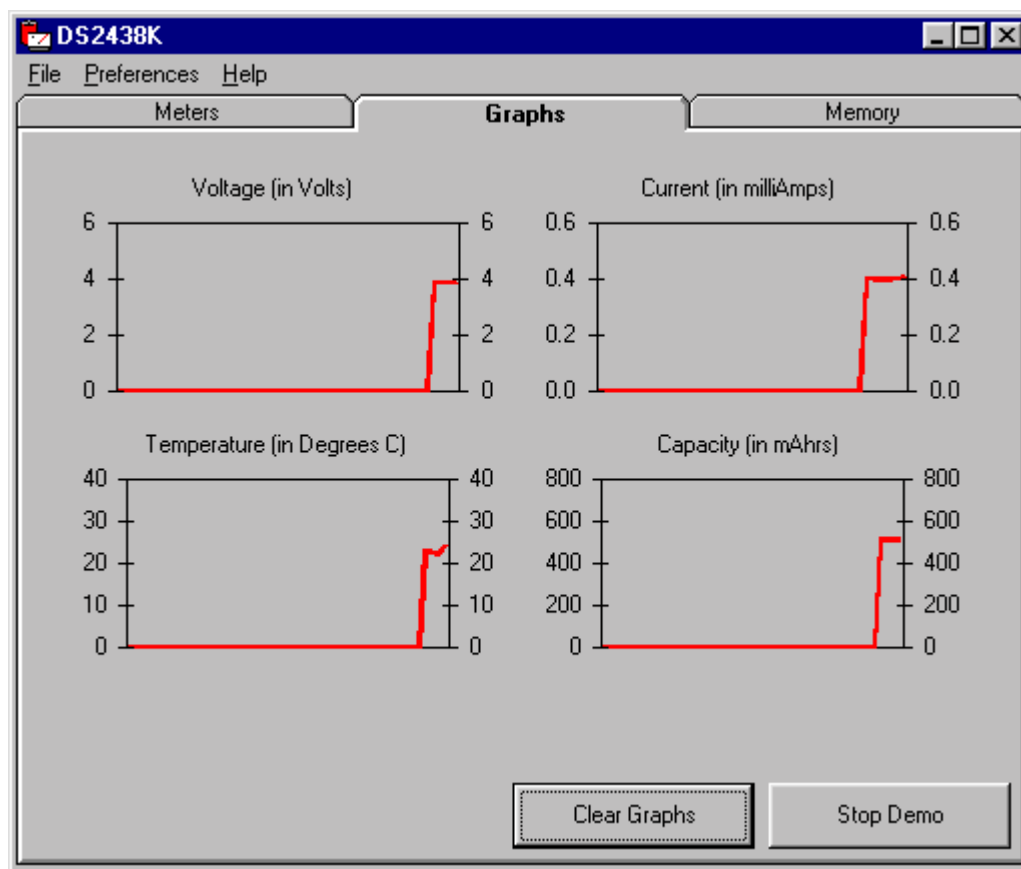 DS2438K
File Preferences Help
Meters Graphs Memory
Voltage (in Volts) Current (in milliAmps)
6 6 0.6 0.6
4 4 0.4 0.4
2 2 0.2 0.2
0 0 0.0 0.0
Temperature (in Degrees C) Capacity (in mAhrs)
40 40 800 800
30 30 600 600
20 20 400 400
10 10 200 200
0 0 0 0
Clear Graphs Stop Demo